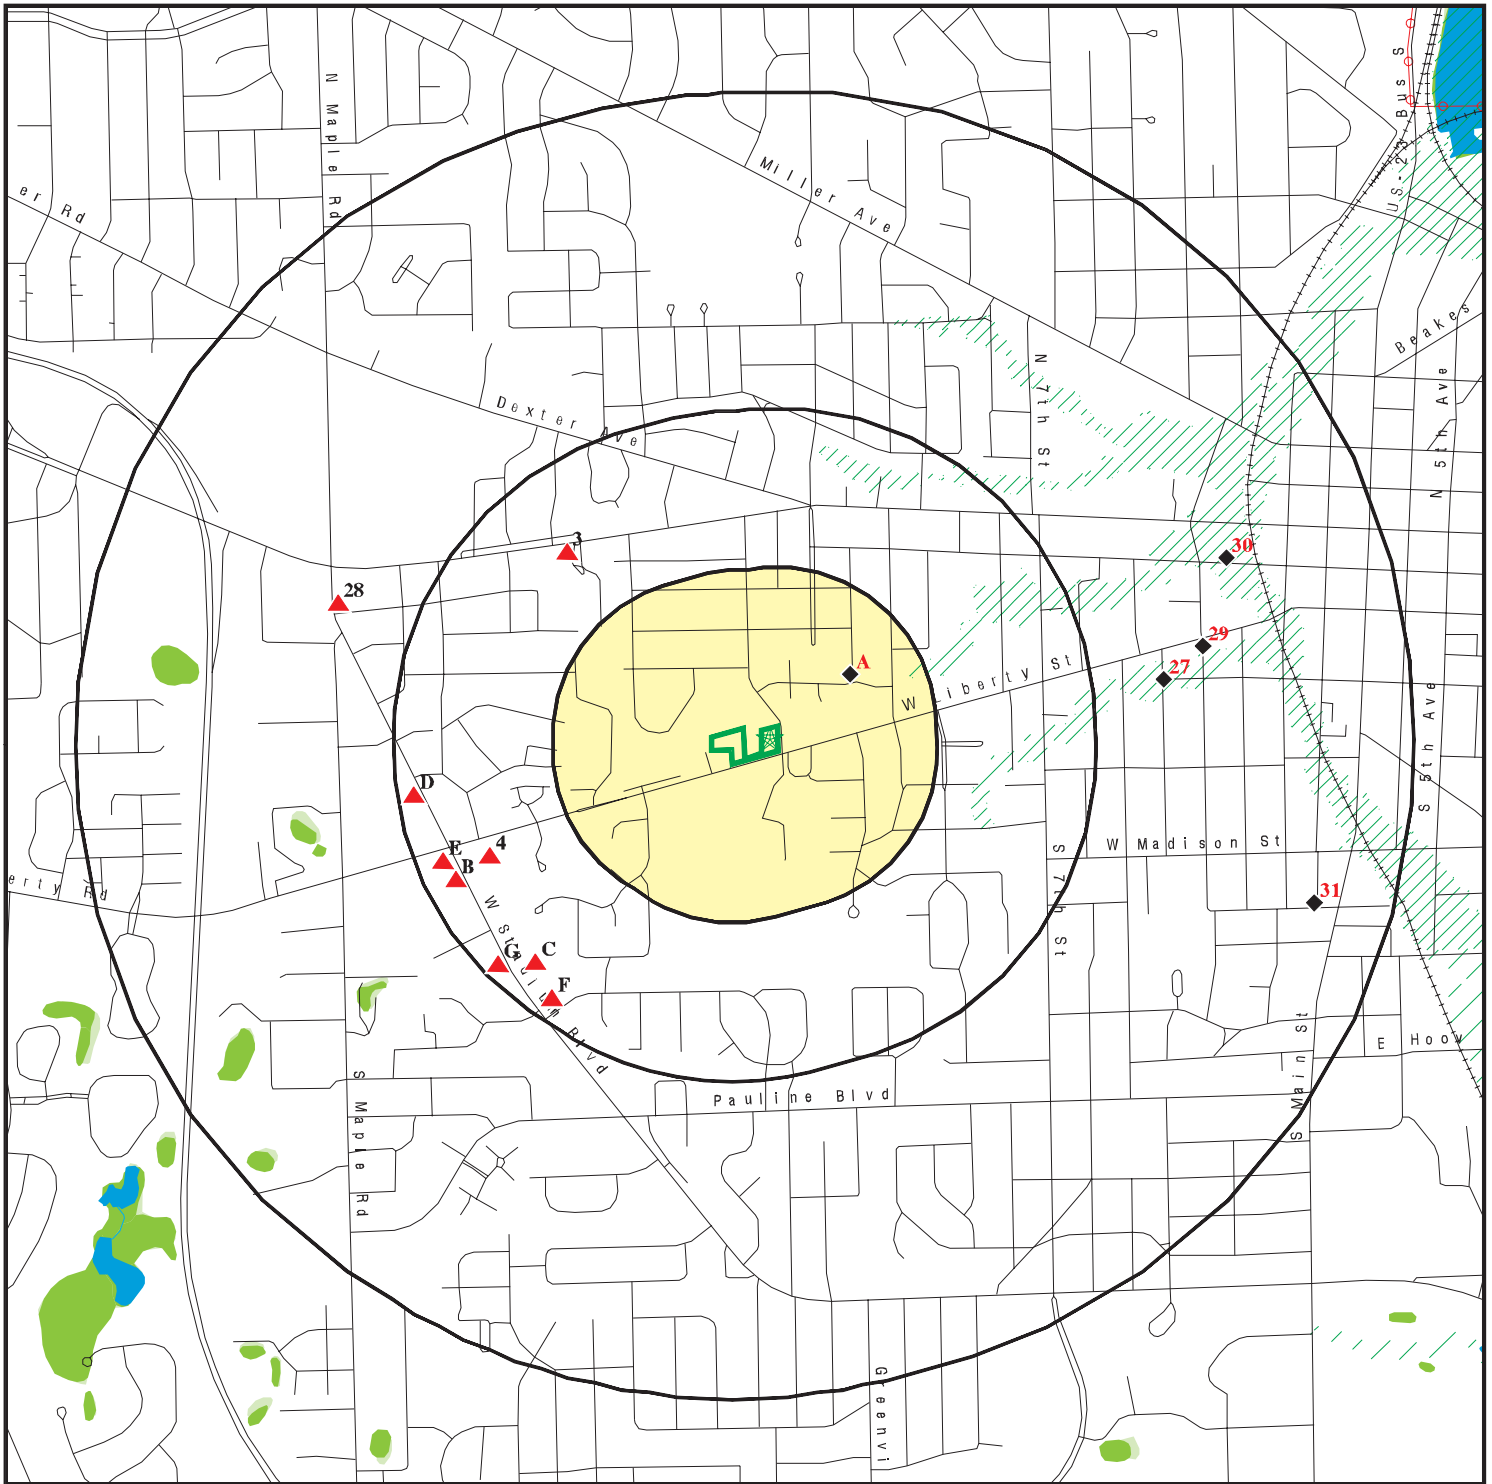 N Maple Rd
US-23 Bus S
Miller Ave
er Rd
Beakes
N 7th St
N 5th Ave
Dexter Ave
3
30
28
29
A
27
W Liberty St
S 5th Ave
D
W Madison St
4
E
B
erty Rd
31
W Stadium Blvd
S 7th St
G
C
F
S Main St
E Hoov
S Maple Rd
Pauline Blvd
Greenvi